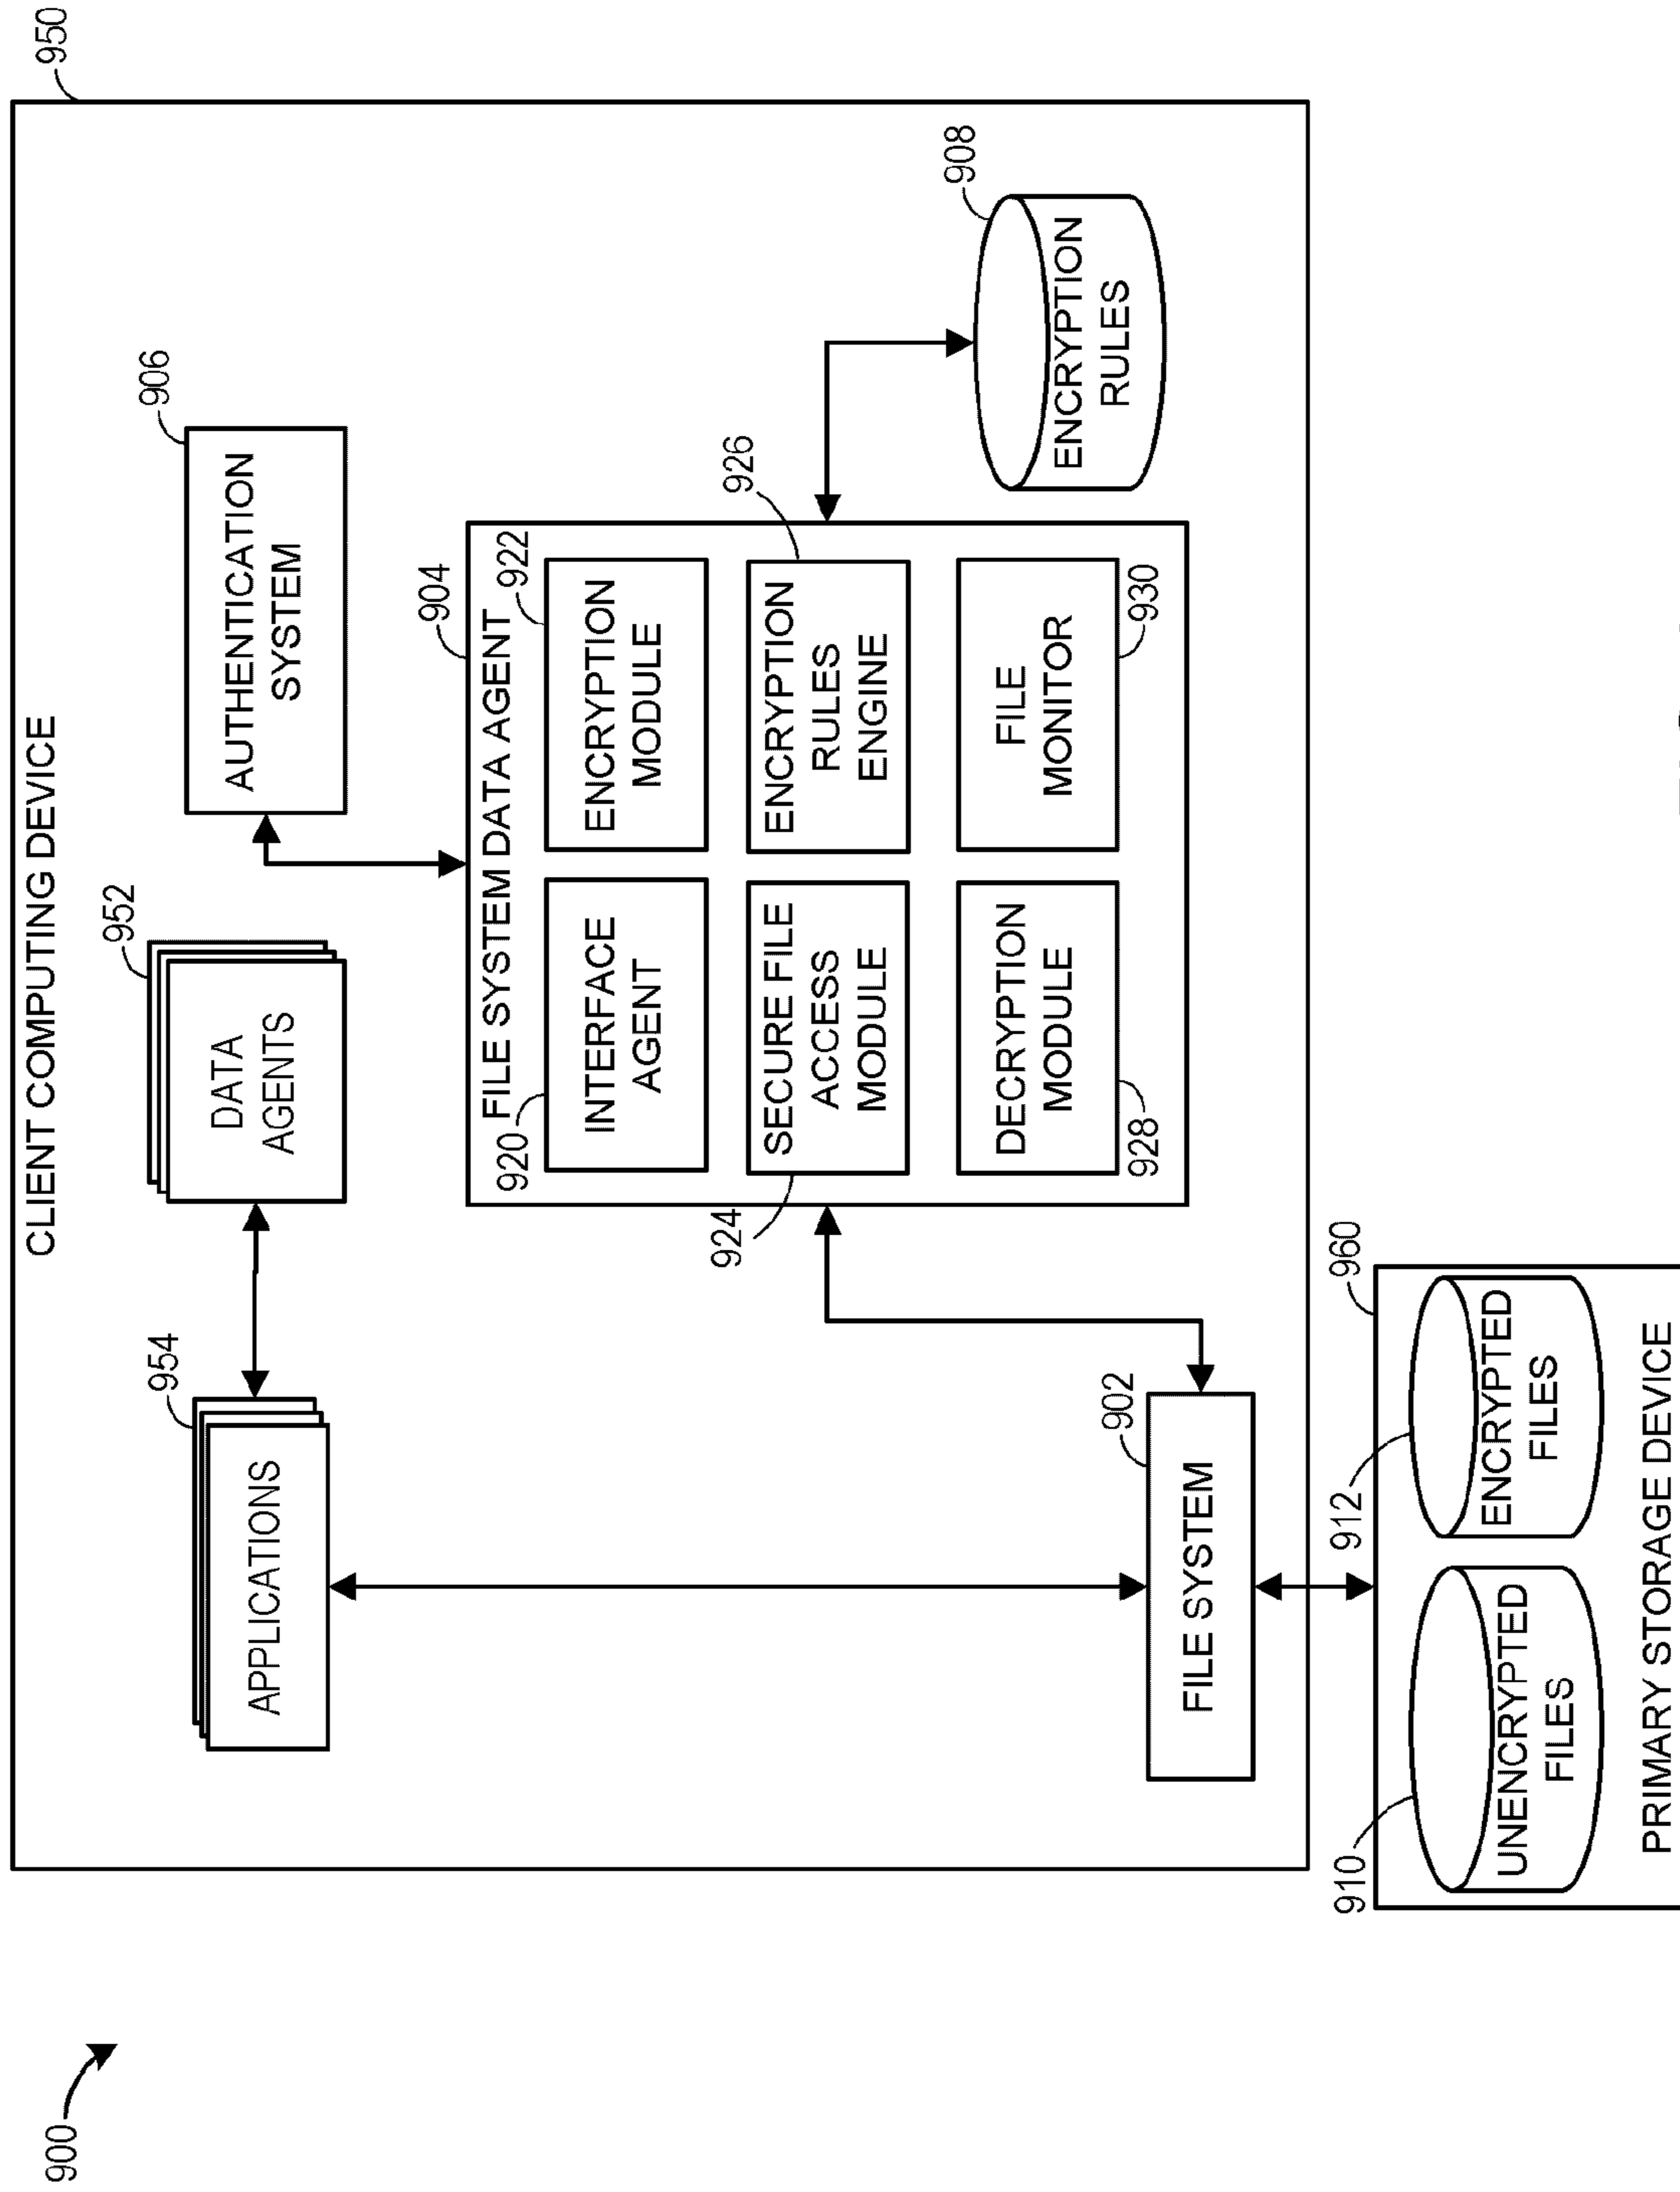 900
CLIENT COMPUTING DEVICE
950
954
APPLICATIONS
952
DATA
AGENTS
906
AUTHENTICATION
SYSTEM
904
FILE SYSTEM DATA AGENT
920
INTERFACE
AGENT
922
ENCRYPTION
MODULE
924
SECURE FILE
ACCESS
MODULE
926
ENCRYPTION
RULES
ENGINE
928
DECRYPTION
MODULE
930
FILE
MONITOR
908
ENCRYPTION
RULES
902
FILE SYSTEM
960
910
UNENCRYPTED
FILES
912
ENCRYPTED
FILES
PRIMARY STORAGE DEVICE